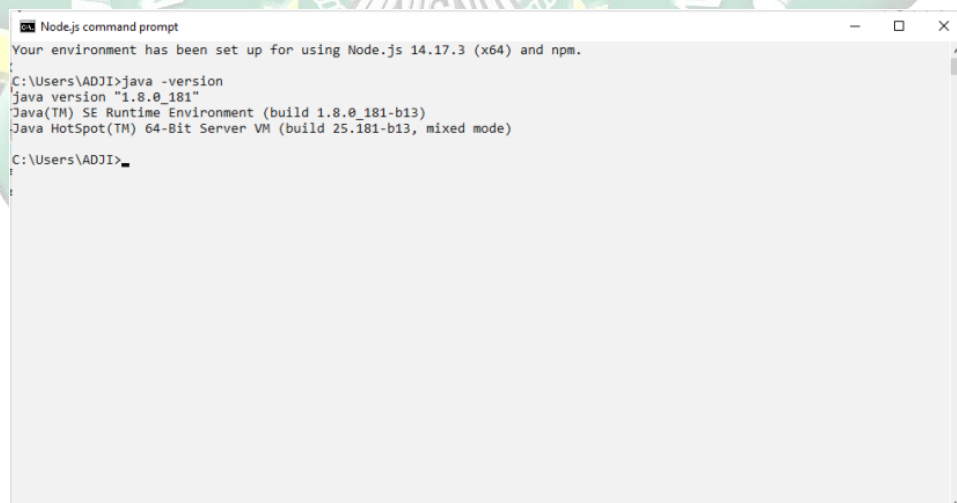 Node.js command prompt
Your environment has been set up for using Node.js 14.17.3 (x64) and npm.
C:\Users\ADJI>java -version
java version "1.8.0_181"
Java(TM) SE Runtime Environment (build 1.8.0_181-b13)
Java HotSpot(TM) 64-Bit Server VM (build 25.181-b13, mixed mode)
C:\Users\ADJI>